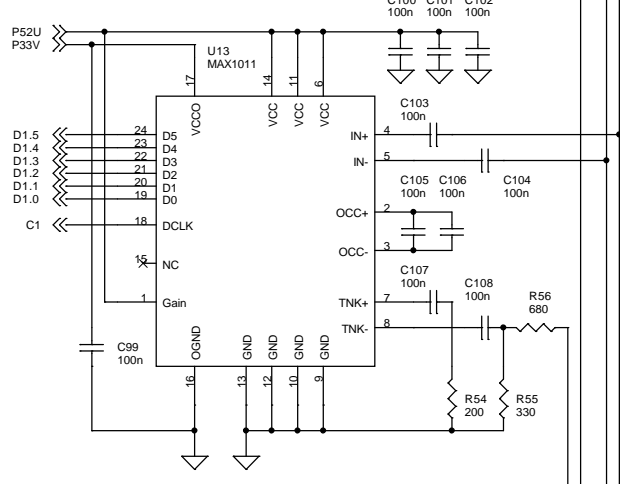 C100 C101 C102
100n 100n 100n
P52U
P33V
U13
MAX1011
17
14
11
6
VCCO
VCC
VCC
VCC
C103
100n
D1.5 24 D5
D1.4 23 D4
D1.3 22 D3
D1.2 21 D2
D1.1 20 D1
D1.0 19 D0
IN+ 4
IN- 5
C104
100n
C105 C106
100n 100n
C1 18 DCLK
OCC+ 2
OCC- 3
15 NC
C107
100n
C108
100n
R56
680
1 Gain
TNK+ 7
TNK- 8
C99
100n
OGND
GND
GND
GND
GND
16
13
12
10
9
R54
200
R55
330